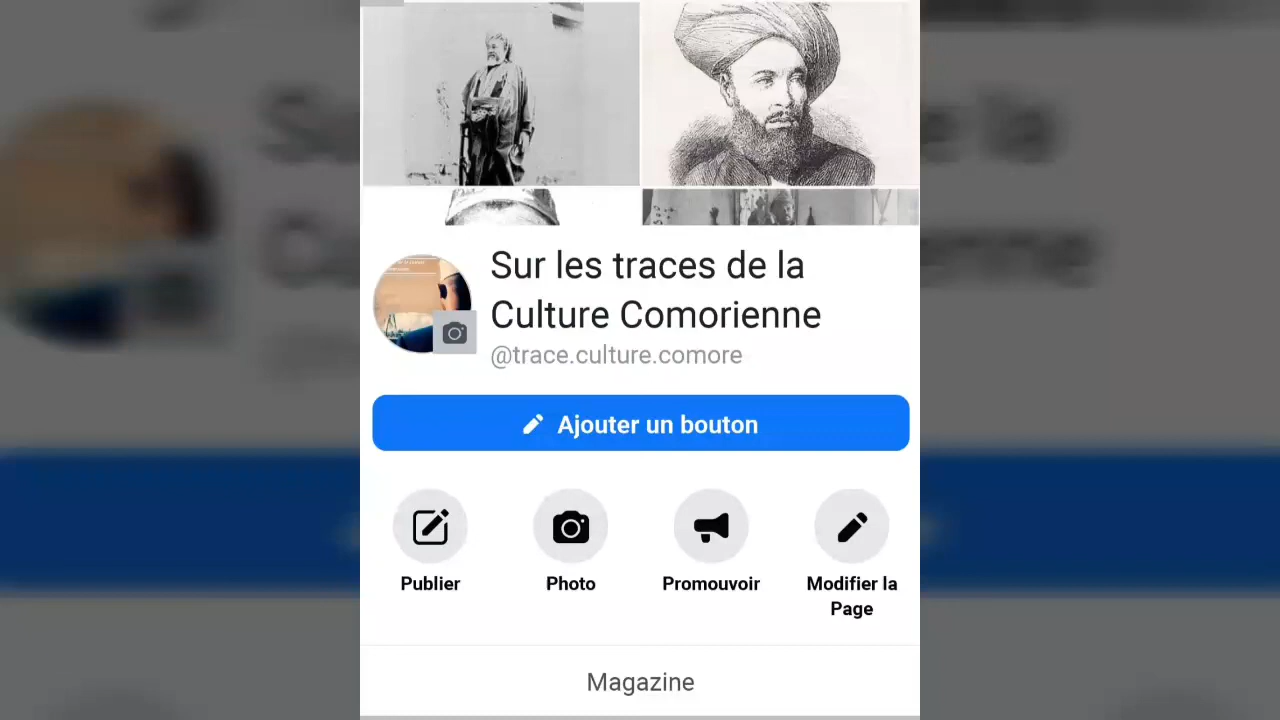 Sur les traces de la
Culture Comorienne
@trace.culture.comore
Ajouter un bouton
Publier
Photo
Promouvoir
Modifier la
Page
Magazine